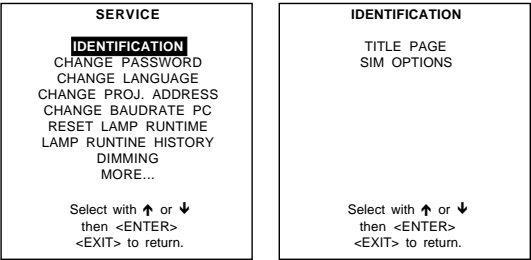 SERVICE
IDENTIFICATION
CHANGE PASSWORD
CHANGE LANGUAGE
CHANGE PROJ. ADDRESS
CHANGE BAUDRATE PC
RESET LAMP RUNTIME
LAMP RUNTINE HISTORY
DIMMING
MORE...
Select with ↑ or ↓
then <ENTER>
<EXIT> to return.
IDENTIFICATION
TITLE PAGE
SIM OPTIONS
Select with ↑ or ↓
then <ENTER>
<EXIT> to return.